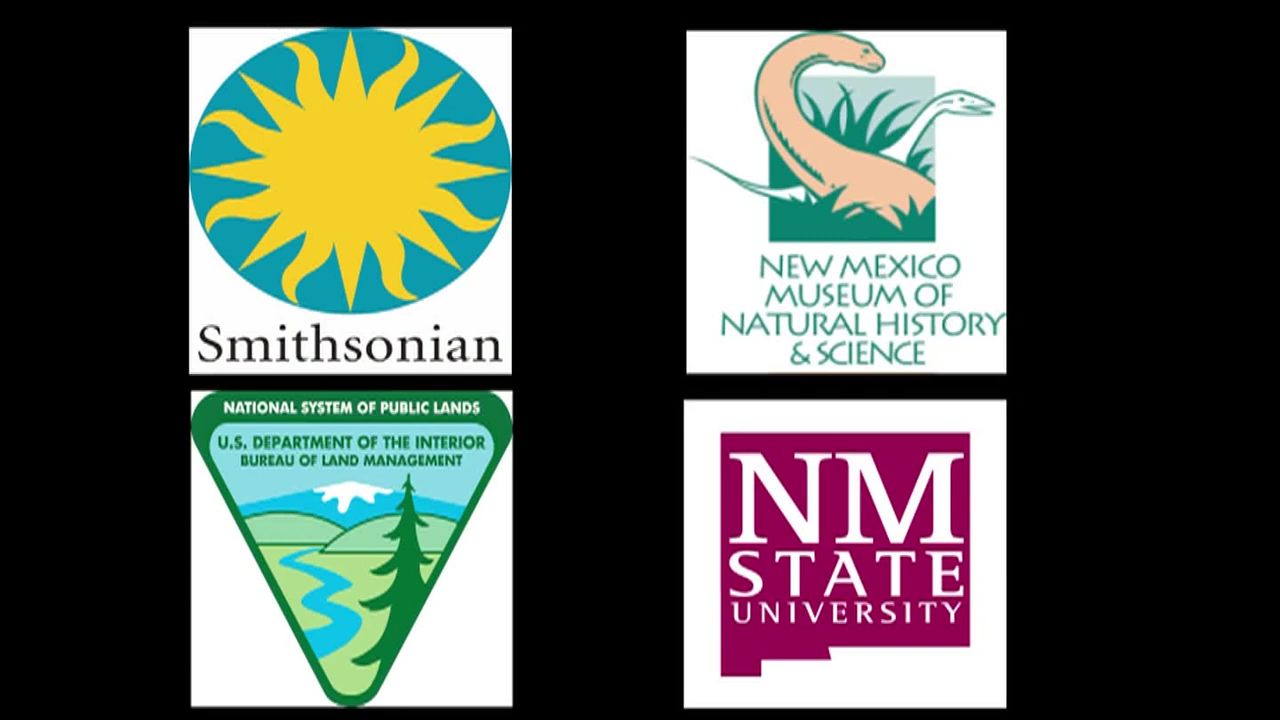 Smithsonian
NEW MEXICO
MUSEUM OF
NATURAL HISTORY
& SCIENCE
NATIONAL SYSTEM OF PUBLIC LANDS
U.S. DEPARTMENT OF THE INTERIOR
BUREAU OF LAND MANAGEMENT
NM
STATE
UNIVERSITY